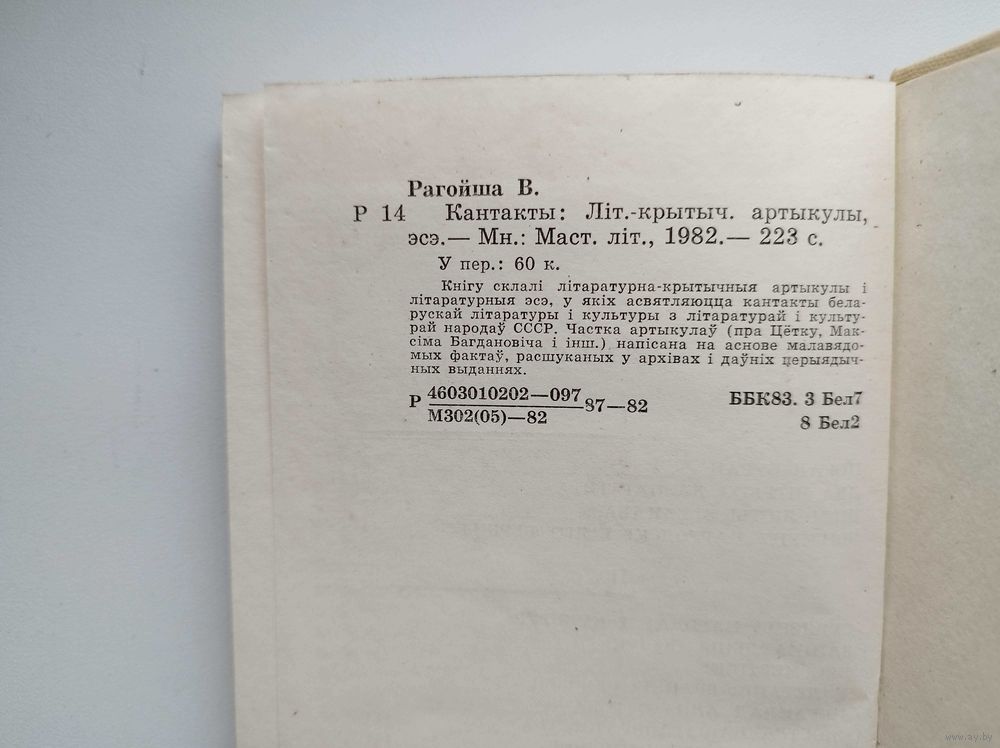 Рагойша В.
Р 14 Кантакты: Літ.-крытыч. артыкулы,
эсэ.— Мн.: Маст. літ., 1982.— 223 с.
У пер.: 60 к.
Кнігу склалі літаратурна-крытычныя артыкулы і
літаратурныя эсэ, у якіх асвятляюцца кантакты бела-
рускай літаратуры і культуры з літаратурай і культу-
рай народаў СССР. Частка артыкулаў (пра Цётку, Мак-
сіма Багдановіча і інш.) напісана на аснове малавядо-
мых фактаў, расшуканых у архівах і даўніх перыядыч-
ных выданнях.
Р 4603010202—097 87—82
М302(05)—82
ББК83. 3 Бел7
8 Бел2
www.ay.by